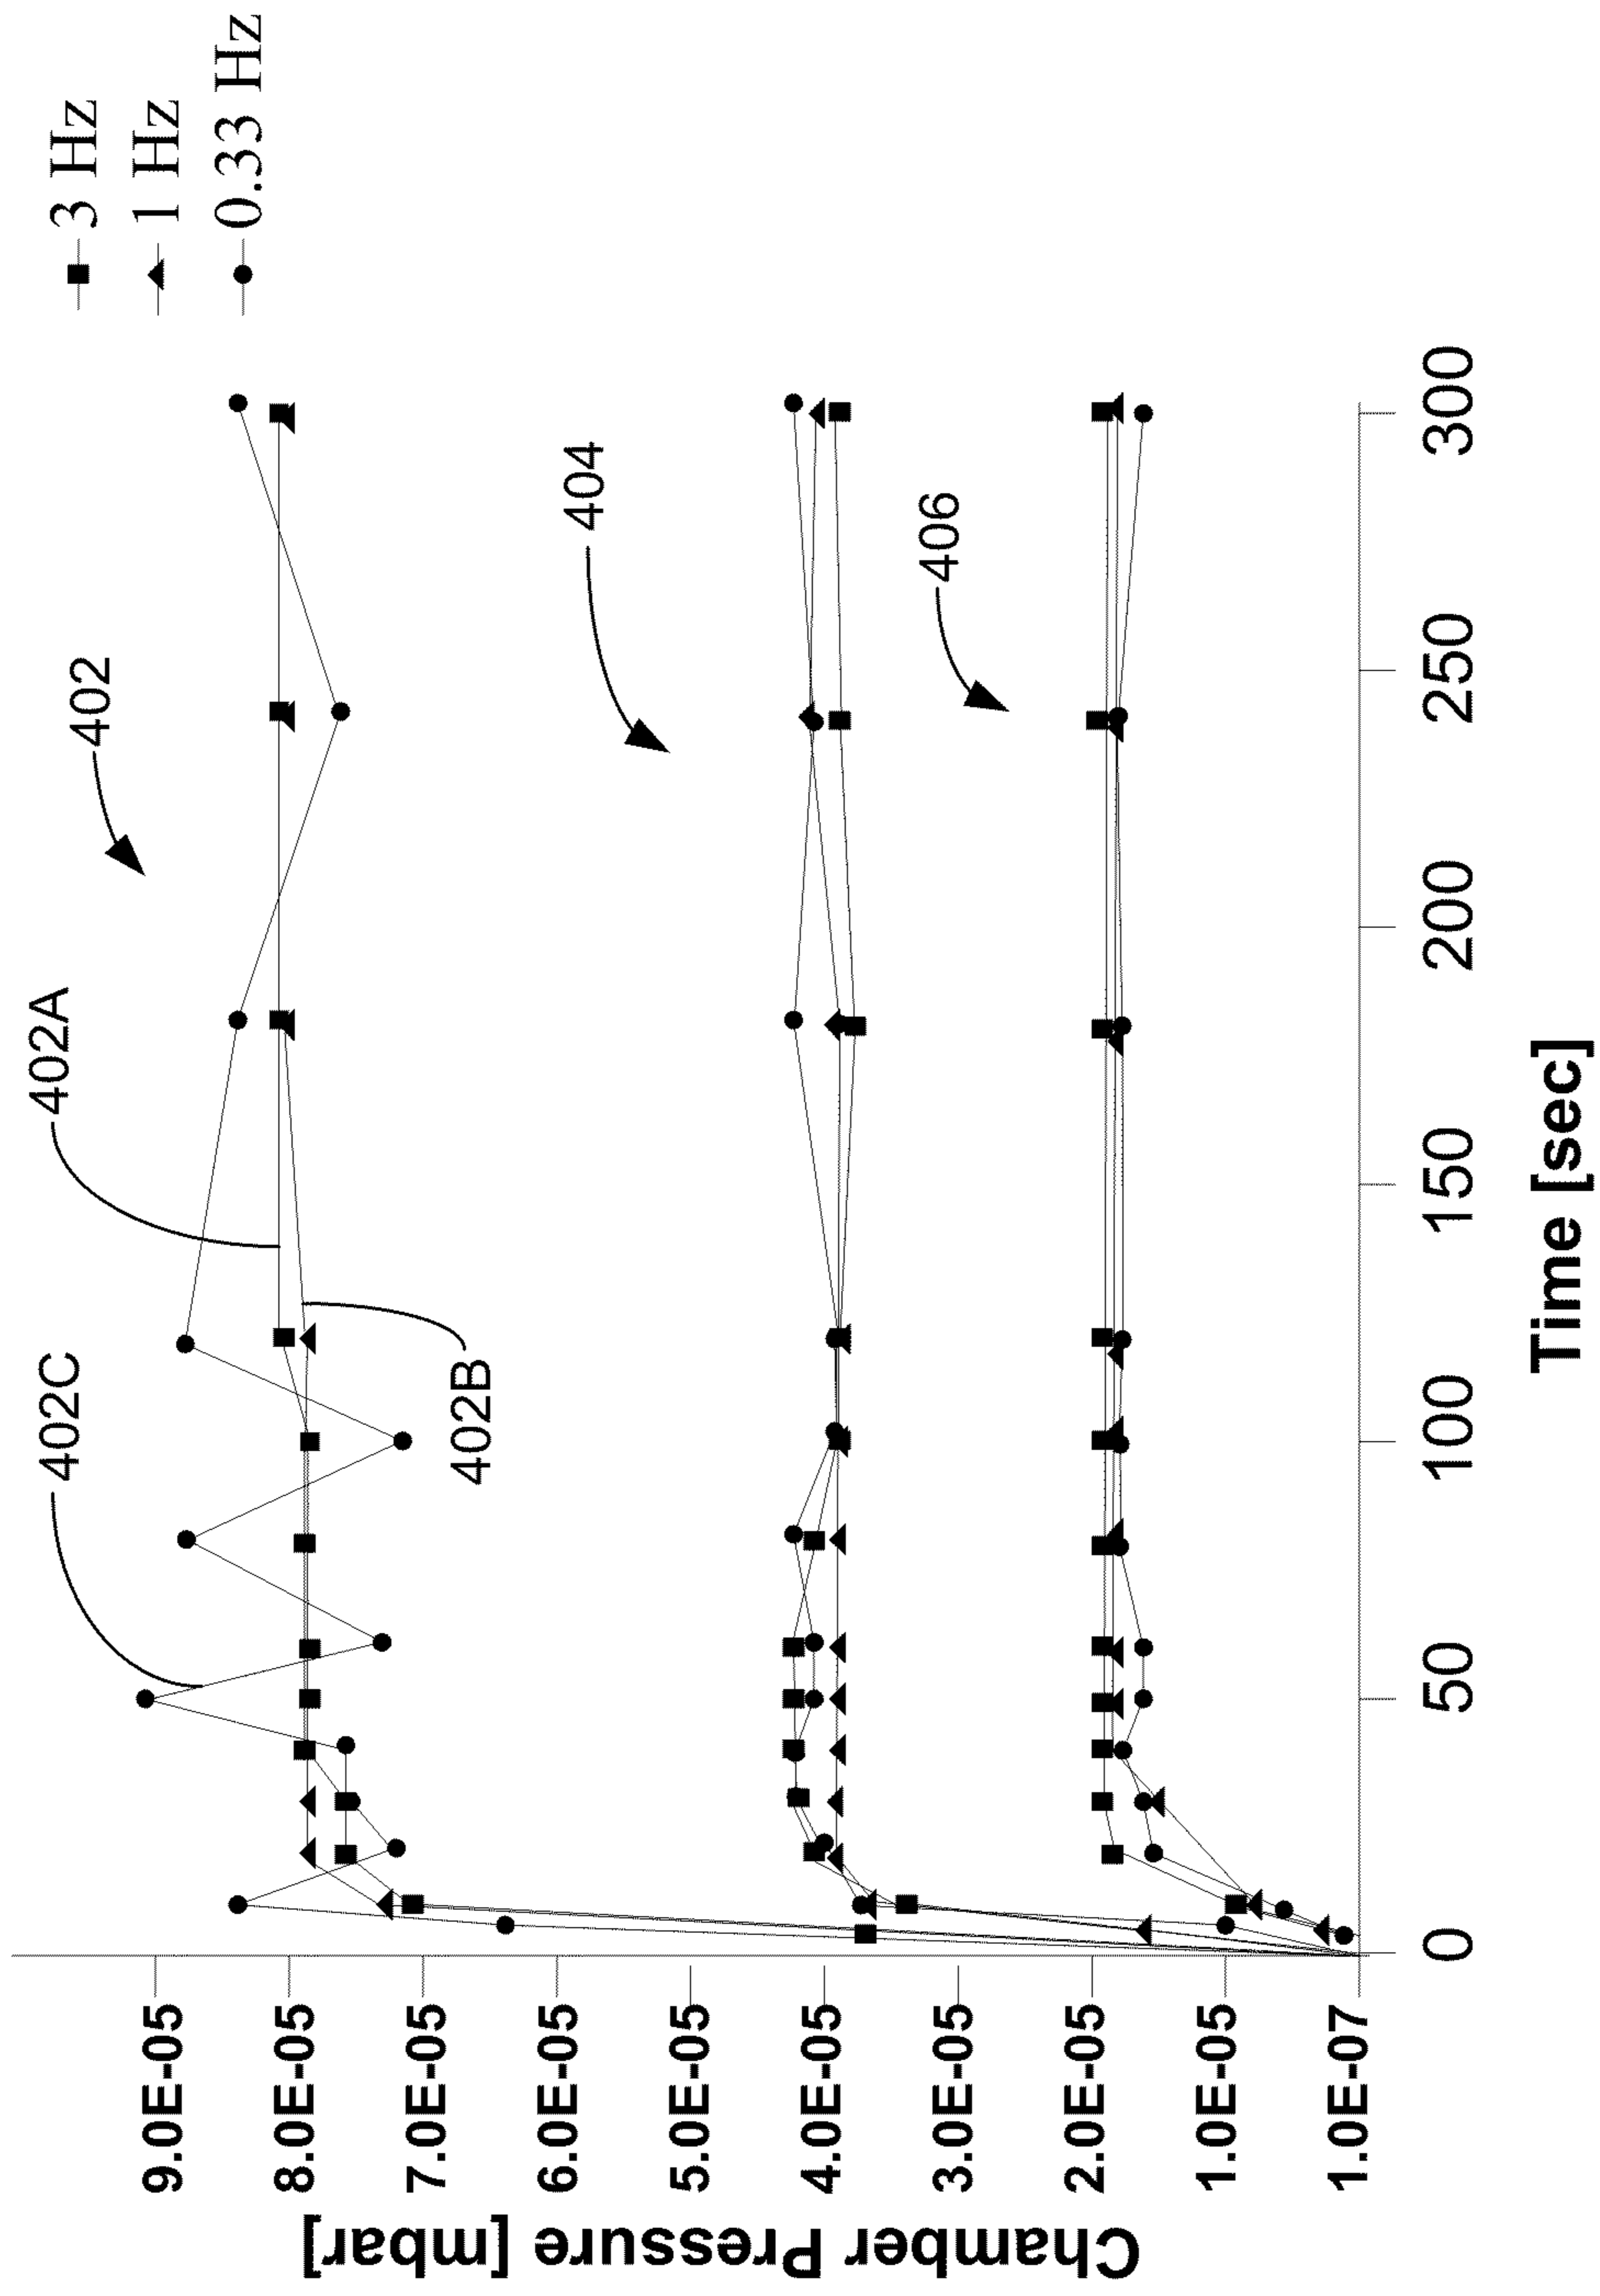 3 Hz
1 Hz
0.33 Hz
402
402A
402C
402B
404
406
Chamber Pressure [mbar]
9.0E-05
8.0E-05
7.0E-05
6.0E-05
5.0E-05
4.0E-05
3.0E-05
2.0E-05
1.0E-05
1.0E-07
0
50
100
150
200
250
300
Time [sec]